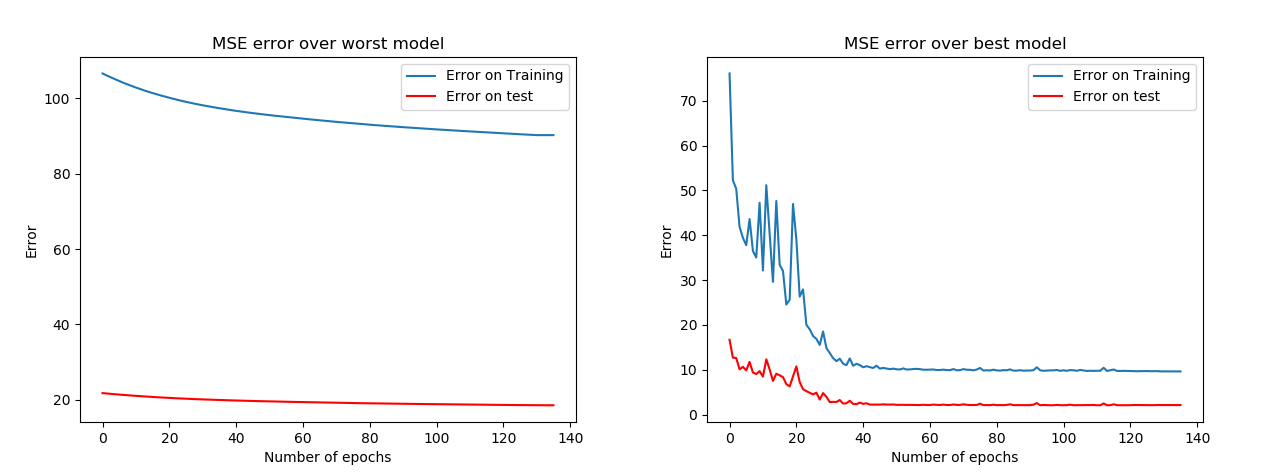 MSE error over worst model
Error on Training
Error on test
100
80
60
40
20
Error
0 20 40 60 80 100 120 140
Number of epochs
MSE error over best model
Error on Training
Error on test
70
60
50
40
30
20
10
0
Error
0 20 40 60 80 100 120 140
Number of epochs